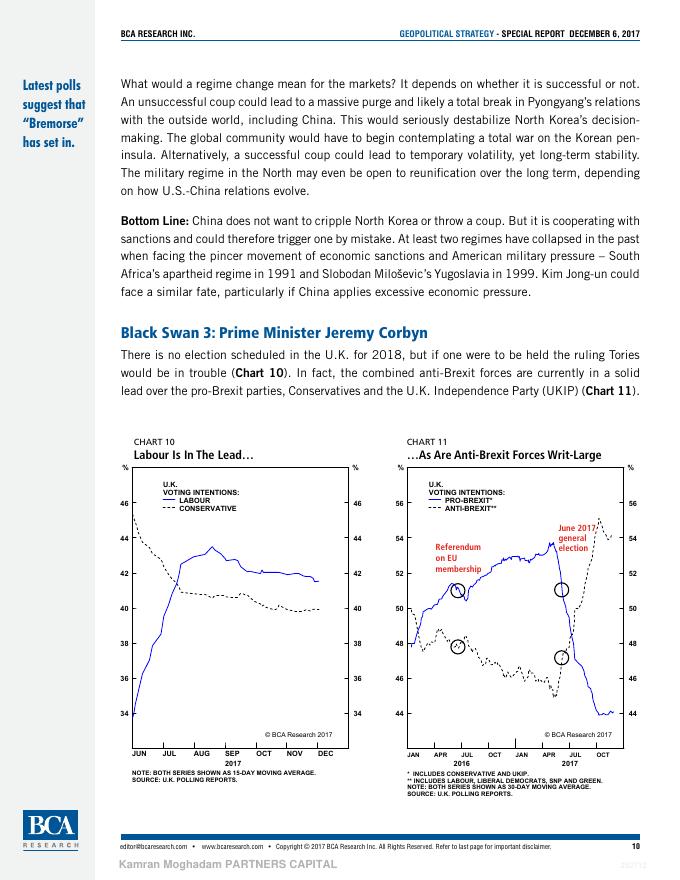 BCA RESEARCH INC.
GEOPOLITICAL STRATEGY - SPECIAL REPORT DECEMBER 6, 2017
Latest polls
suggest that
“Bremorse”
has set in.
What would a regime change mean for the markets? It depends on whether it is successful or not.
An unsuccessful coup could lead to a massive purge and likely a total break in Pyongyang’s relations
with the outside world, including China. This would seriously destabilize North Korea’s decision-
making. The global community would have to begin contemplating a total war on the Korean pen-
insula. Alternatively, a successful coup could lead to temporary volatility, yet long-term stability.
The military regime in the North may even be open to reunification over the long term, depending
on how U.S.-China relations evolve.
Bottom Line: China does not want to cripple North Korea or throw a coup. But it is cooperating with
sanctions and could therefore trigger one by mistake. At least two regimes have collapsed in the past
when facing the pincer movement of economic sanctions and American military pressure – South
Africa’s apartheid regime in 1991 and Slobodan Milošević’s Yugoslavia in 1999. Kim Jong-un could
face a similar fate, particularly if China applies excessive economic pressure.
Black Swan 3: Prime Minister Jeremy Corbyn
There is no election scheduled in the U.K. for 2018, but if one were to be held the ruling Tories
would be in trouble (Chart 10). In fact, the combined anti-Brexit forces are currently in a solid
lead over the pro-Brexit parties, Conservatives and the U.K. Independence Party (UKIP) (Chart 11).
CHART 10
Labour Is In The Lead...
% %
U.K.
VOTING INTENTIONS:
LABOUR
CONSERVATIVE
46 46
44 44
42 42
40 40
38 38
36 36
34 34
© BCA Research 2017
JUN JUL AUG SEP OCT NOV DEC
2017
NOTE: BOTH SERIES SHOWN AS 15-DAY MOVING AVERAGE.
SOURCE: U.K. POLLING REPORTS.
CHART 11
...As Are Anti-Brexit Forces Writ-Large
% %
U.K.
VOTING INTENTIONS:
PRO-BREXIT*
ANTI-BREXIT**
June 2017
general
election
Referendum
on EU
membership
56 56
54 54
52 52
50 50
48 48
46 46
44 44
© BCA Research 2017
JAN APR JUL OCT JAN APR JUL OCT
2016 2017
* INCLUDES CONSERVATIVE AND UKIP.
** INCLUDES LABOUR, LIBERAL DEMOCRATS, SNP AND GREEN.
NOTE: BOTH SERIES SHOWN AS 30-DAY MOVING AVERAGE.
SOURCE: U.K. POLLING REPORTS.
BCA
RESEARCH
editor@bcaresearch.com • www.bcaresearch.com • Copyright © 2017 BCA Research Inc. All Rights Reserved. Refer to last page for important disclaimer.
10
Kamran Moghadam PARTNERS CAPITAL